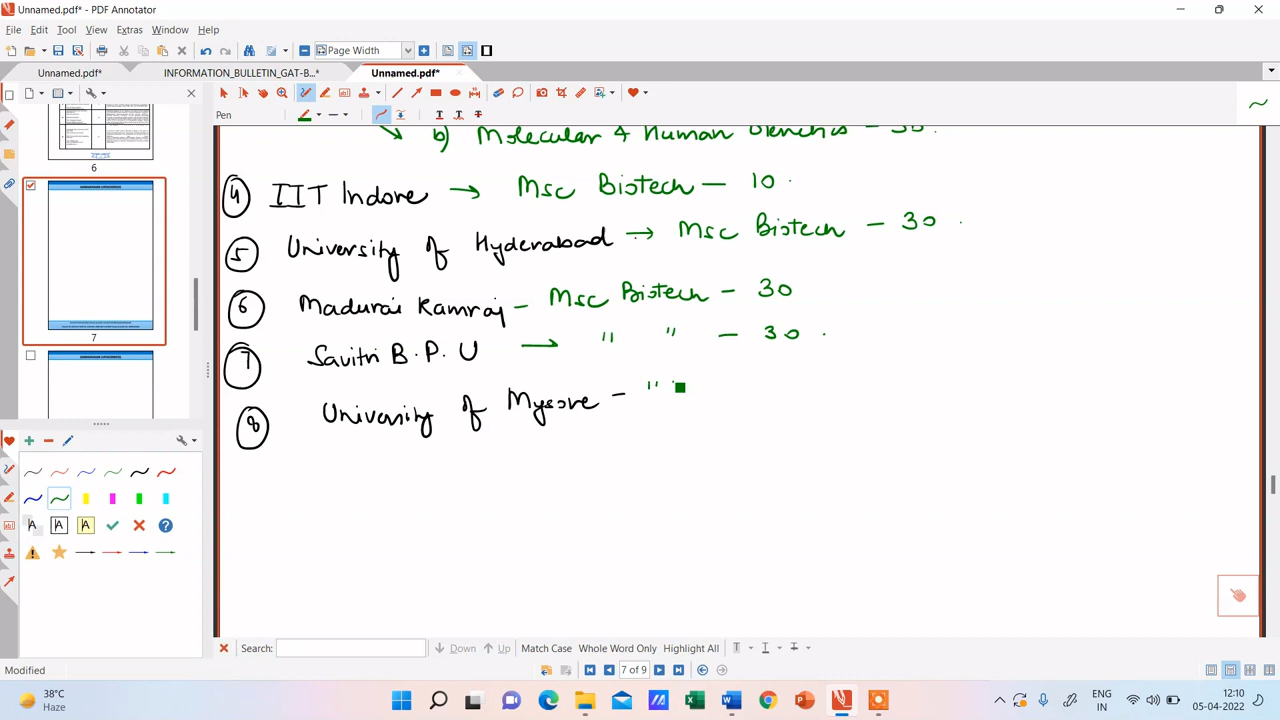 Unnamed.pdf* - PDF Annotator
File Edit Tool View Extras Window Help
Page Width
Unnamed.pdf* INFORMATION_BULLETIN_GAT-B...* Unnamed.pdf*
Pen
6
7
b) Molecular & Human Genetics - 30.
4 IIT Indore → Msc Biotech - 10.
5 University of Hyderabad → Msc Biotech - 30.
6 Madurai Kamraj - Msc Biotech - 30
7 Savitri B.P.U → " " - 30.
8 University of Mysore - "
Search: Down Up Match Case Whole Word Only Highlight All
7 of 9
Modified
38°C
Haze
ENG
IN
12:10
05-04-2022